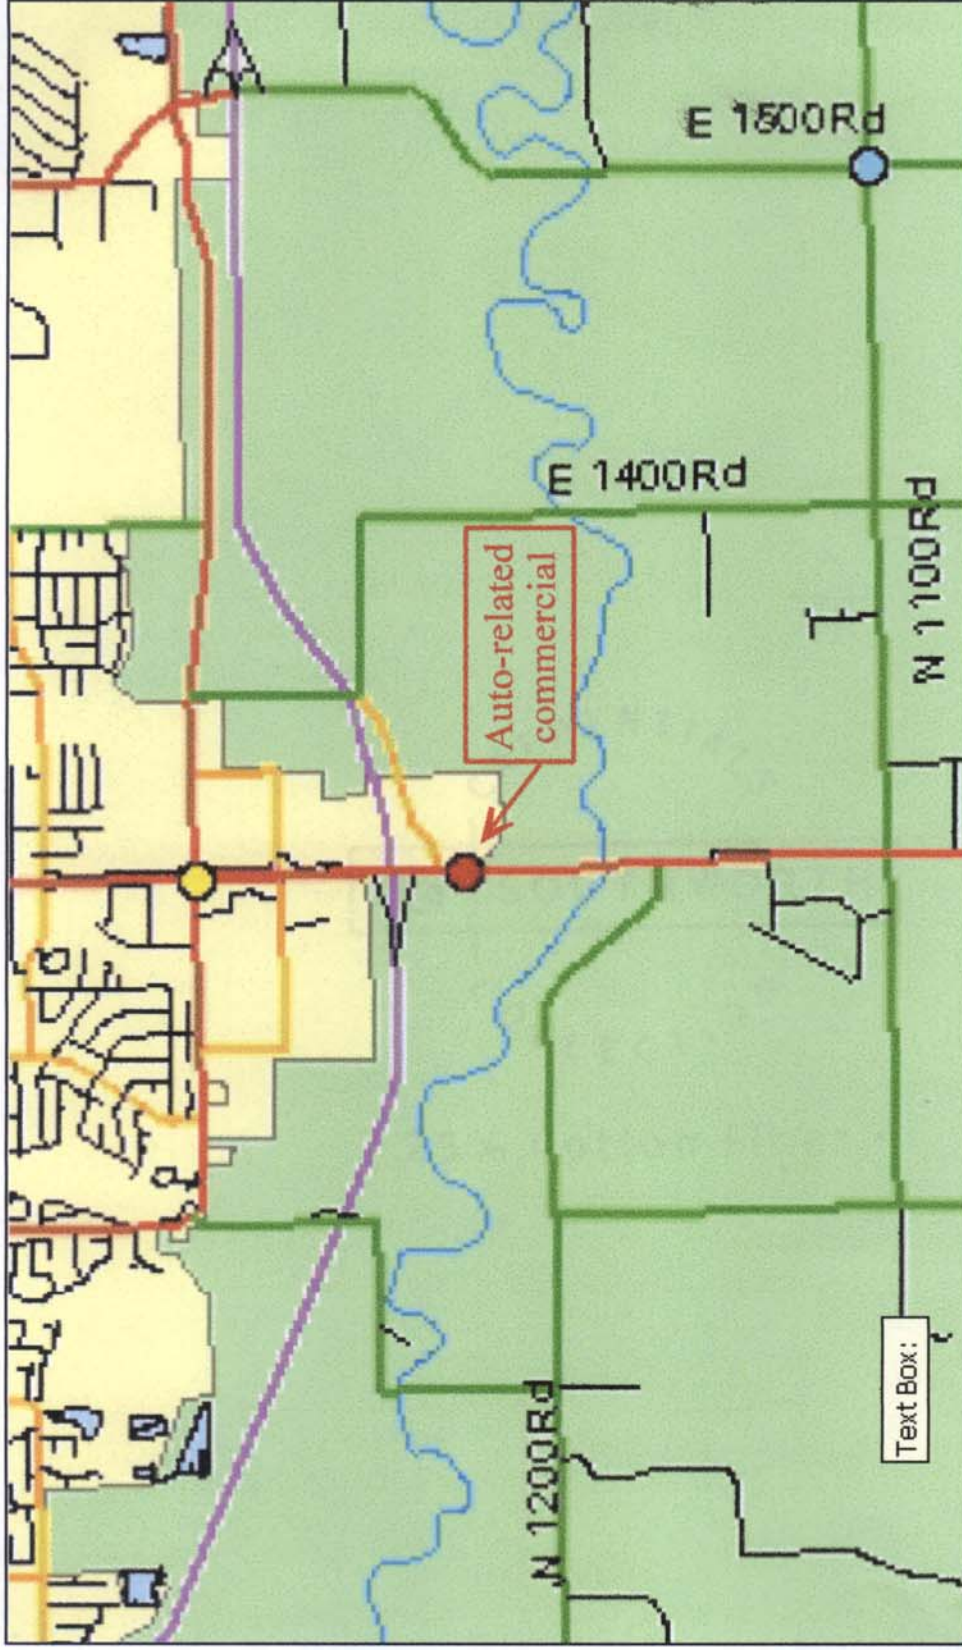 E 1500Rd
E 1400Rd
Auto-related
commercial
N 1100Rd
N 1200Rd
Text Box: